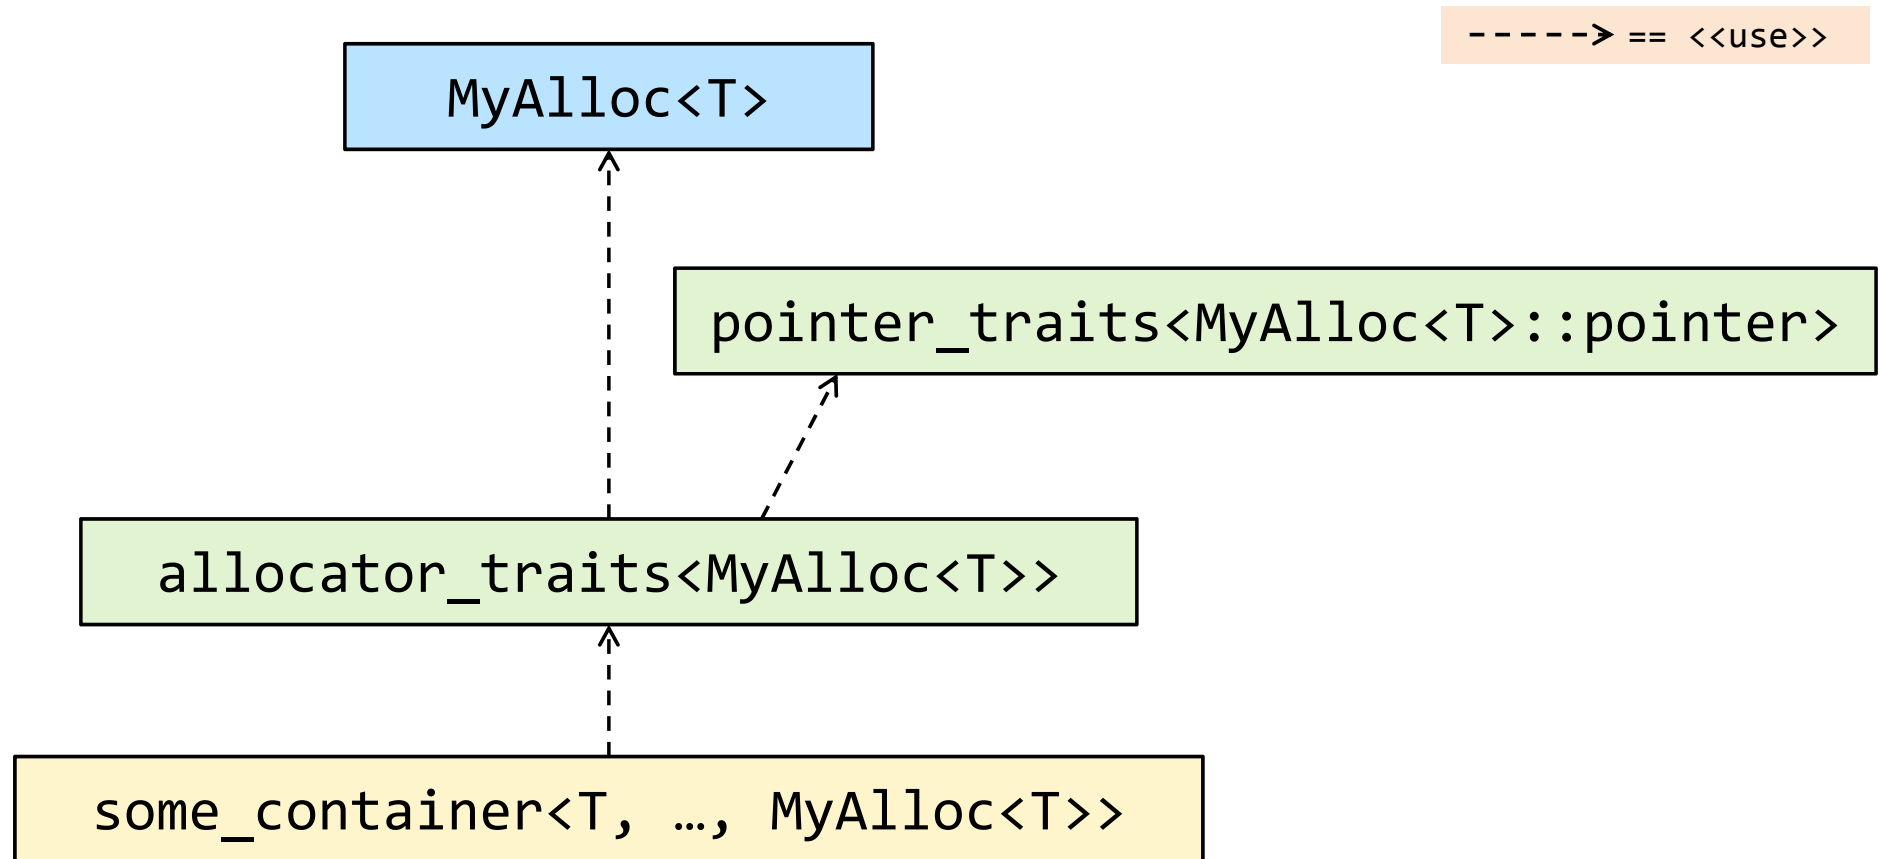 == <<use>>
MyAlloc<T>
pointer_traits<MyAlloc<T>::pointer>
allocator_traits<MyAlloc<T>>
some_container<T, …, MyAlloc<T>>